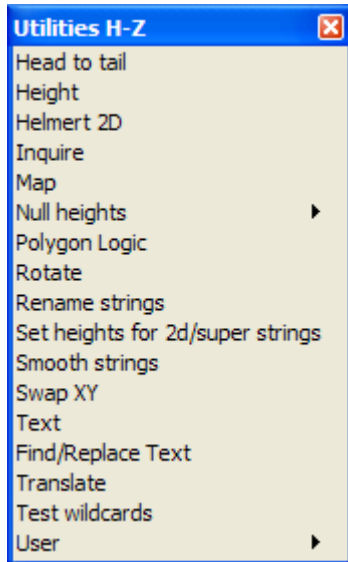 Utilities H-Z
Head to tail
Height
Helmert 2D
Inquire
Map
Null heights
Polygon Logic
Rotate
Rename strings
Set heights for 2d/super strings
Smooth strings
Swap XY
Text
Find/Replace Text
Translate
Test wildcards
User